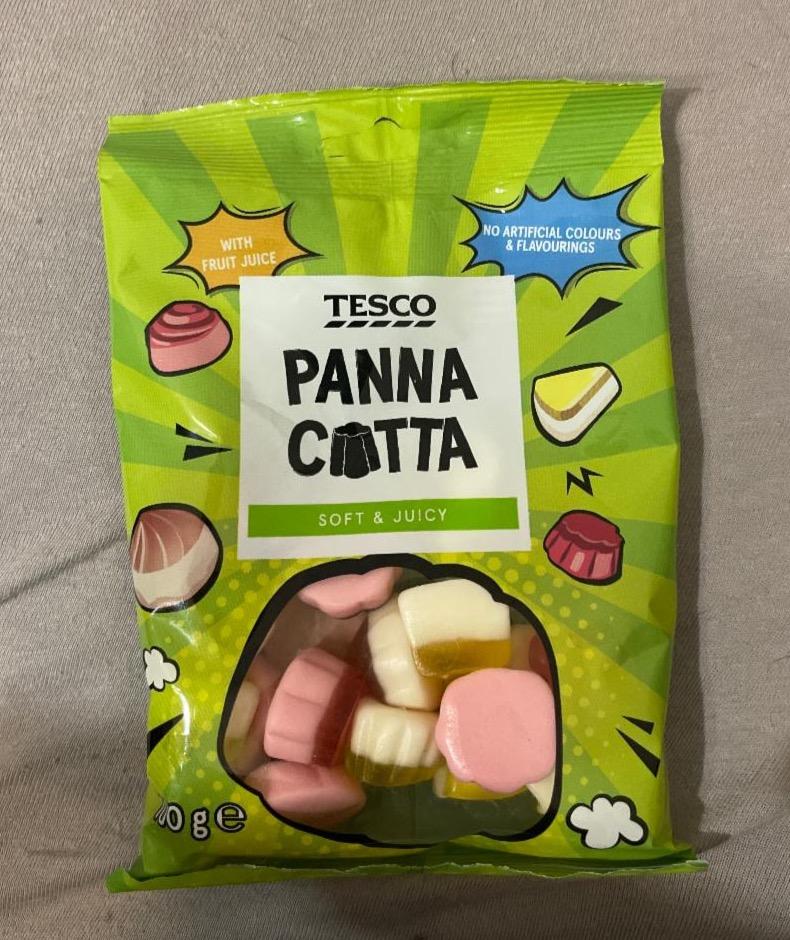 WITH
FRUIT JUICE
NO ARTIFICIAL COLOURS
& FLAVOURINGS
TESCO
PANNA
COTTA
SOFT & JUICY
g e